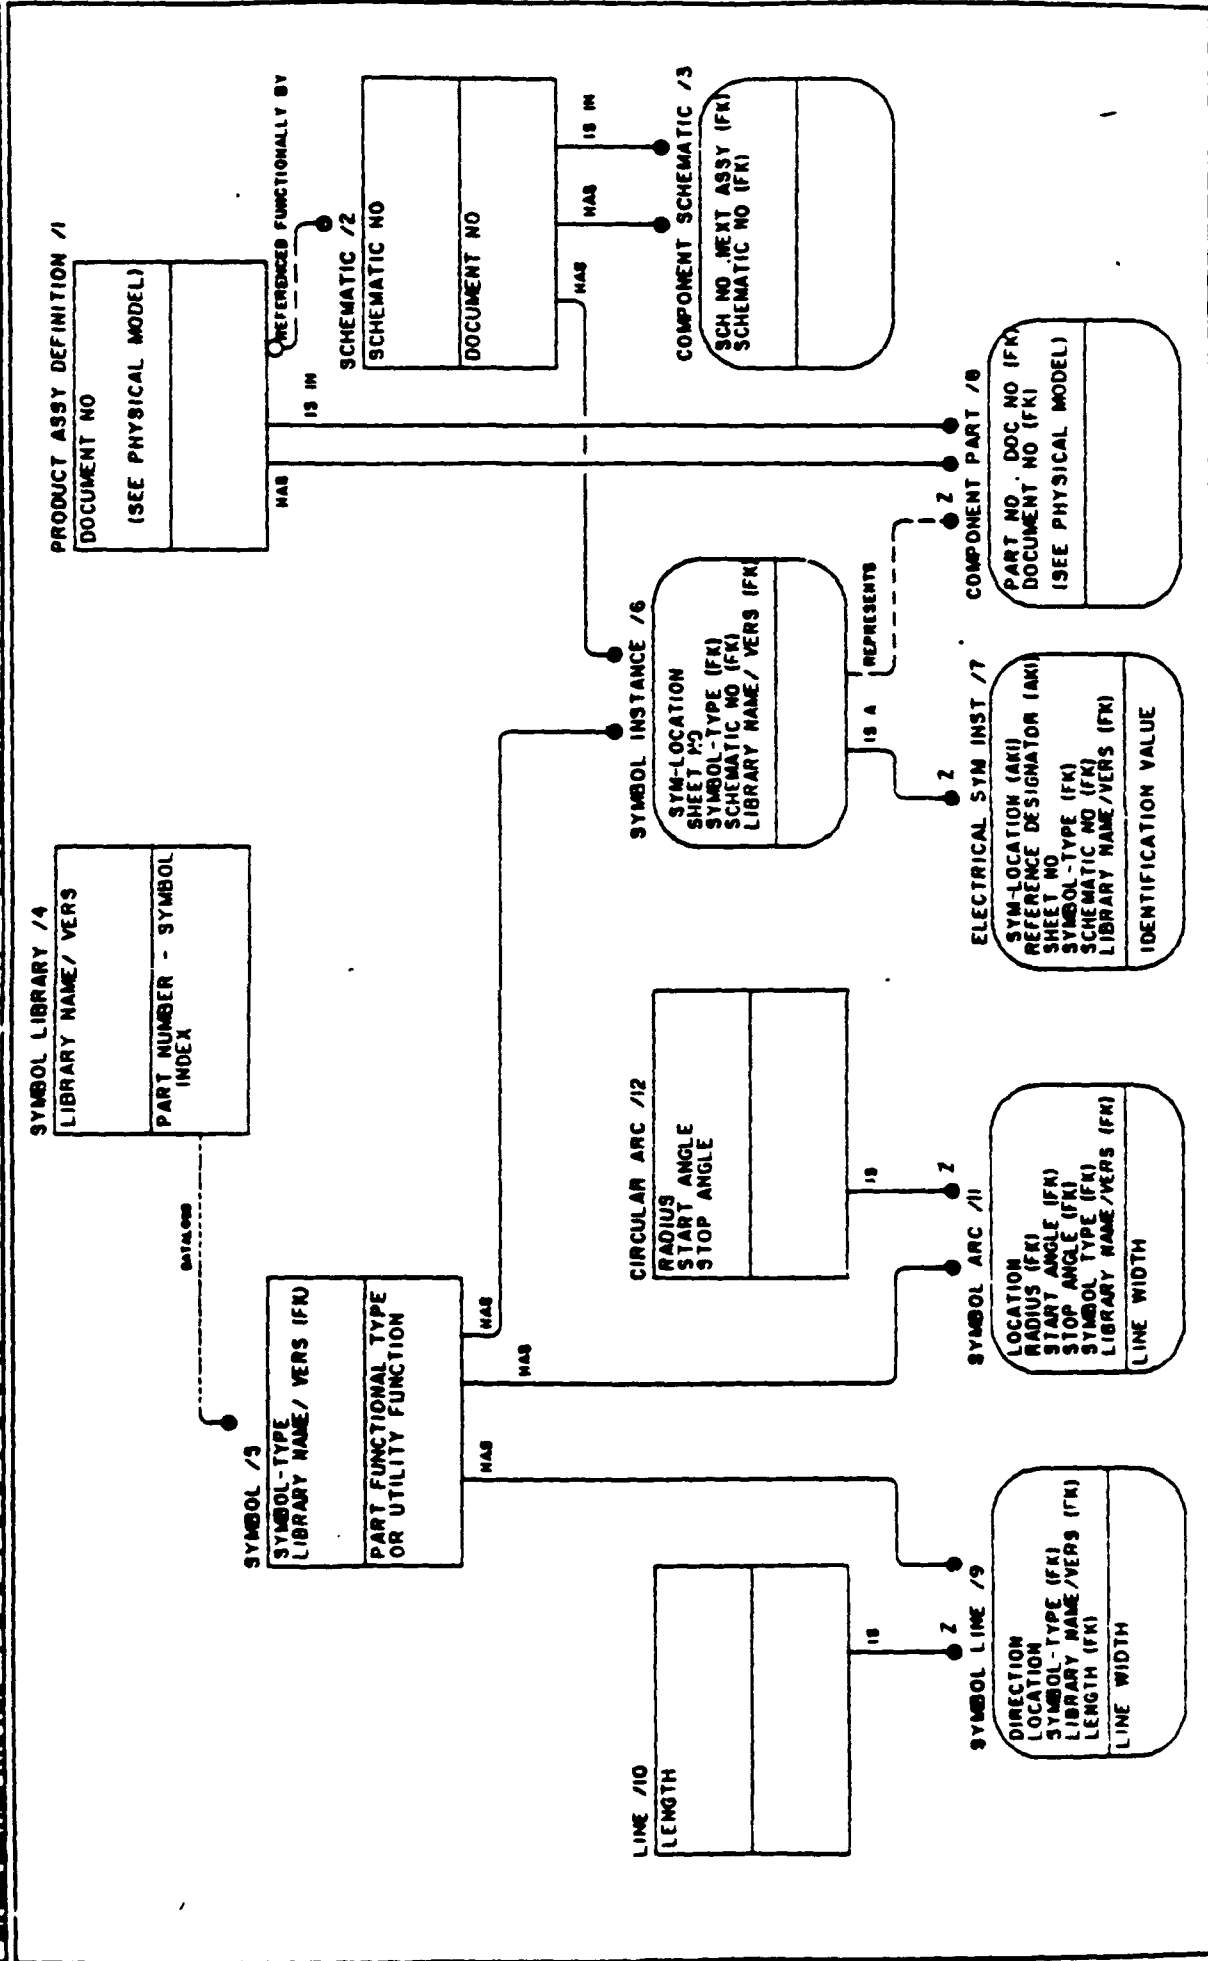 SYMBOL LIBRARY /4
LIBRARY NAME/ VERS
PART NUMBER - SYMBOL
INDEX
PRODUCT ASSY DEFINITION /1
DOCUMENT NO
(SEE PHYSICAL MODEL)
HAS
IS IN
REFERENCED FUNCTIONALLY BY
SYMBOL /5
SYMBOL-TYPE
LIBRARY NAME/ VERS (FK)
PART FUNCTIONAL TYPE
OR UTILITY FUNCTION
HAS
HAS
HAS
SCHEMATIC /2
SCHEMATIC NO
DOCUMENT NO
HAS
HAS
IS IN
LINE /10
LENGTH
IS
Z
CIRCULAR ARC /12
RADIUS
START ANGLE
STOP ANGLE
IS
Z
SYMBOL INSTANCE /6
SYM-LOCATION
SHEET NO
SYMBOL-TYPE (FK)
SCHEMATIC NO (FK)
LIBRARY NAME/ VERS (FK)
IS A
REPRESENTS
Z
Z
COMPONENT SCHEMATIC /3
SCH NO .NEXT ASSY (FK)
SCHEMATIC NO (FK)
SYMBOL LINE /9
DIRECTION
LOCATION
SYMBOL-TYPE (FK)
LIBRARY NAME/VERS (FK)
LENGTH (FK)
LINE WIDTH
SYMBOL ARC /11
LOCATION
RADIUS (FK)
START ANGLE (FK)
STOP ANGLE (FK)
SYMBOL TYPE (FK)
LIBRARY NAME/VERS (FK)
LINE WIDTH
ELECTRICAL SYM INST /7
SYM-LOCATION (AK1)
REFERENCE DESIGNATOR (AK1)
SHEET NO
SYMBOL-TYPE (FK)
SCHEMATIC NO (FK)
LIBRARY NAME/VERS (FK)
IDENTIFICATION VALUE
COMPONENT PART /8
PART NO . DOC NO (FK)
DOCUMENT NO (FK)
(SEE PHYSICAL MODEL)